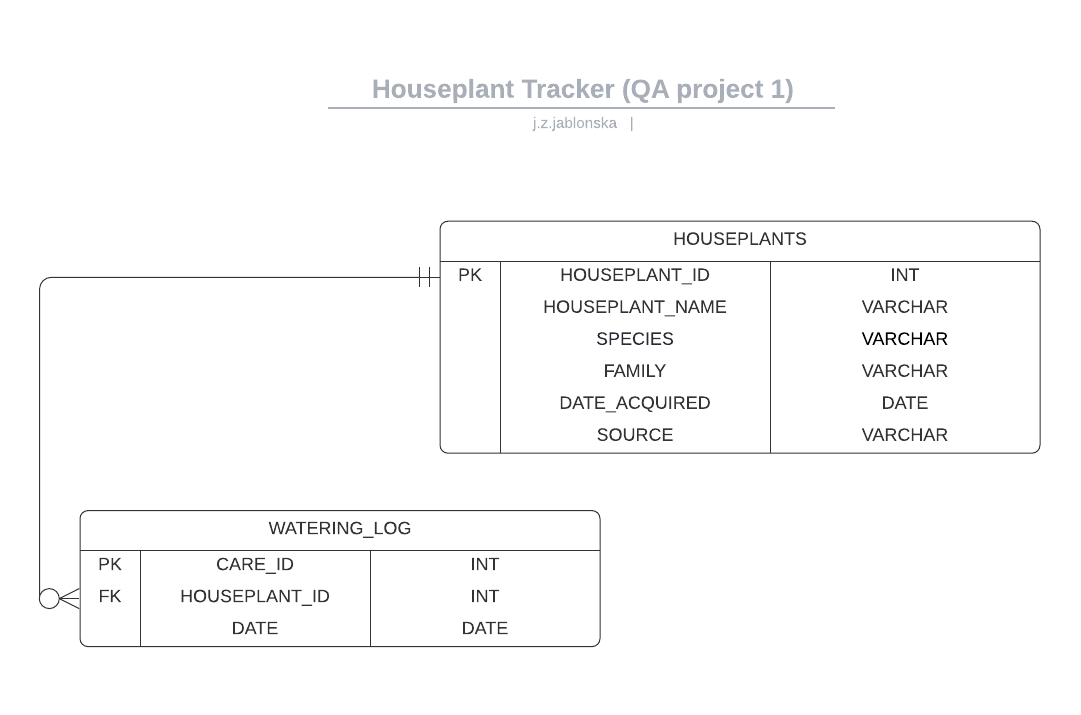 Houseplant Tracker (QA project 1)
j.z.jablonska |
HOUSEPLANTS
PK HOUSEPLANT_ID INT
HOUSEPLANT_NAME VARCHAR
SPECIES VARCHAR
FAMILY VARCHAR
DATE_ACQUIRED DATE
SOURCE VARCHAR
WATERING_LOG
PK CARE_ID INT
FK HOUSEPLANT_ID INT
DATE DATE